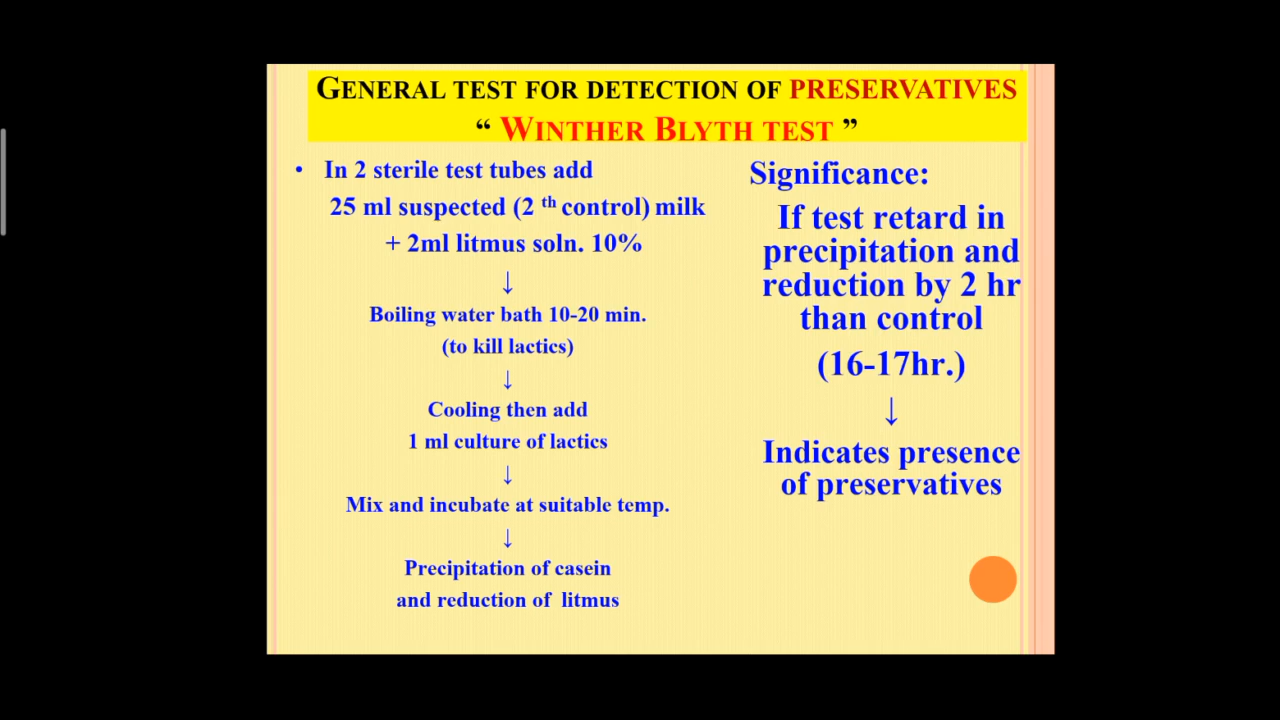 GENERAL TEST FOR DETECTION OF PRESERVATIVES
“ WINTHER BLYTH TEST ”
• In 2 sterile test tubes add
25 ml suspected (2 th control) milk
+ 2ml litmus soln. 10%
↓
Boiling water bath 10-20 min.
(to kill lactics)
↓
Cooling then add
1 ml culture of lactics
↓
Mix and incubate at suitable temp.
↓
Precipitation of casein
and reduction of litmus
Significance:
If test retard in
precipitation and
reduction by 2 hr
than control
(16-17hr.)
↓
Indicates presence
of preservatives